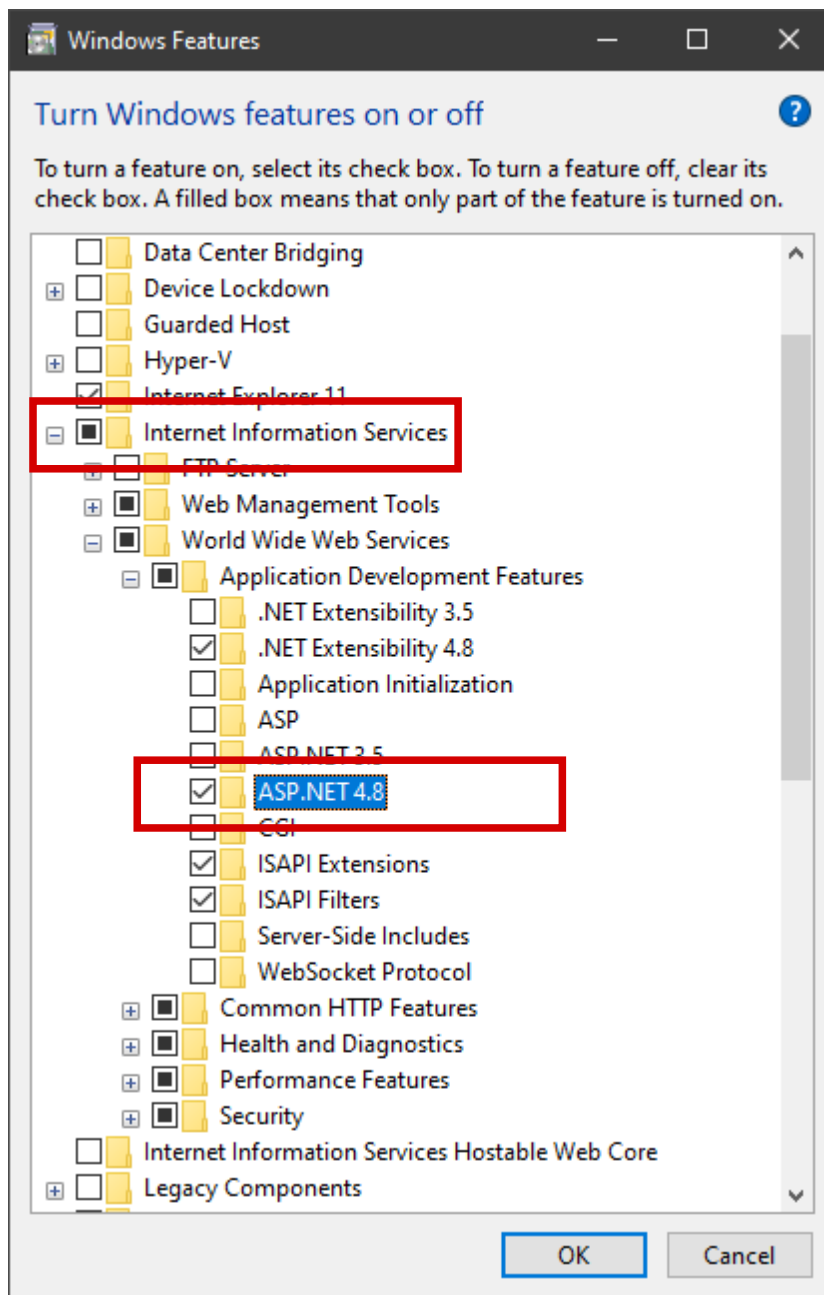 Windows Features
Turn Windows features on or off
?
To turn a feature on, select its check box. To turn a feature off, clear its
check box. A filled box means that only part of the feature is turned on.
Data Center Bridging
Device Lockdown
Guarded Host
Hyper-V
Internet Explorer 11
Internet Information Services
FTP Server
Web Management Tools
World Wide Web Services
Application Development Features
.NET Extensibility 3.5
.NET Extensibility 4.8
Application Initialization
ASP
ASP.NET 3.5
ASP.NET 4.8
CGI
ISAPI Extensions
ISAPI Filters
Server-Side Includes
WebSocket Protocol
Common HTTP Features
Health and Diagnostics
Performance Features
Security
Internet Information Services Hostable Web Core
Legacy Components
OK Cancel